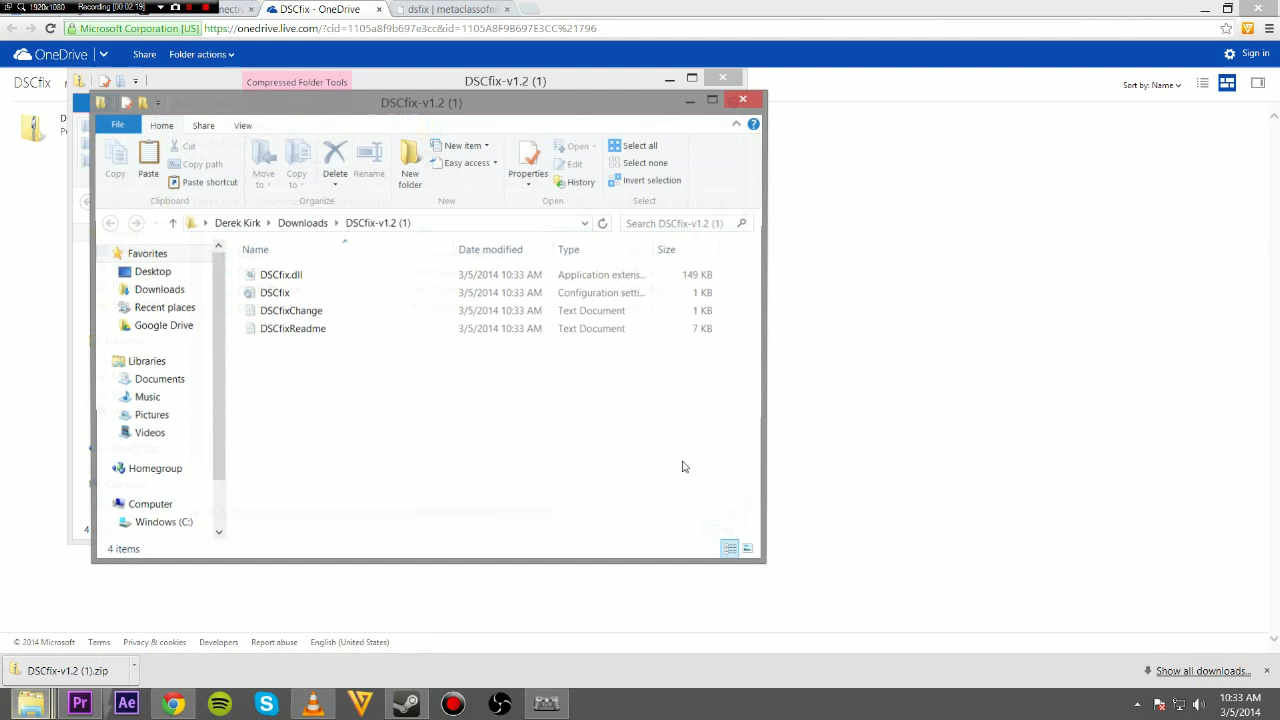 1920x1080 Recording [00:02:19]
nnective
DSCfix - OneDrive
dsfix | metaclassofnil
Microsoft Corporation [US]
https://onedrive.live.com/?cid=1105a8f9b697e3cc&id=1105A8F9B697E3CC%21796
OneDrive
Share
Folder actions
Sign in
DSCfix
Compressed Folder Tools
DSCfix-v1.2 (1)
Sort by: Name
DSCfix-v1.2 (1)
File
Home
Share
View
Copy
Paste
Cut
Copy path
Paste shortcut
Clipboard
Move to
Copy to
Delete
Rename
Organize
New folder
New item
Easy access
New
Properties
Open
Edit
History
Open
Select all
Select none
Invert selection
Select
Derek Kirk
Downloads
DSCfix-v1.2 (1)
Search DSCfix-v1.2 (1)
Favorites
Desktop
Downloads
Recent places
Google Drive
Libraries
Documents
Music
Pictures
Videos
Homegroup
Computer
Windows (C:)
Name Date modified Type Size
DSCfix.dll 3/5/2014 10:33 AM Application extens... 149 KB
DSCfix 3/5/2014 10:33 AM Configuration setti... 1 KB
DSCfixChange 3/5/2014 10:33 AM Text Document 1 KB
DSCfixReadme 3/5/2014 10:33 AM Text Document 7 KB
4
4 items
© 2014 Microsoft Terms Privacy & cookies Developers Report abuse English (United States)
DSCfix-v1.2 (1).zip
Show all downloads...
Pr
Ae
10:33 AM
3/5/2014